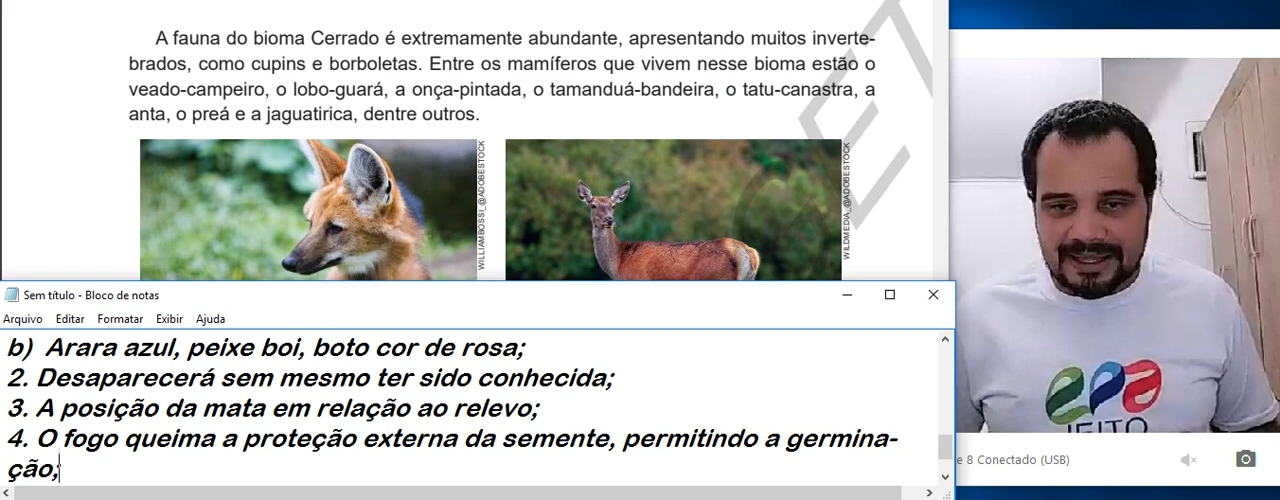 A fauna do bioma Cerrado é extremamente abundante, apresentando muitos inverte-
brados, como cupins e borboletas. Entre os mamíferos que vivem nesse bioma estão o
veado-campeiro, o lobo-guará, a onça-pintada, o tamanduá-bandeira, o tatu-canastra, a
anta, o preá e a jaguatirica, dentre outros.
WILLIAMBOSSI_@ADOBESTOCK
WILDMEDIA_@ADOBESTOCK
ET
Sem título - Bloco de notas
Arquivo Editar Formatar Exibir Ajuda
b) Arara azul, peixe boi, boto cor de rosa;
2. Desaparecerá sem mesmo ter sido conhecida;
3. A posição da mata em relação ao relevo;
4. O fogo queima a proteção externa da semente, permitindo a germina-
ção;
epa
JEITO
e 8 Conectado (USB)